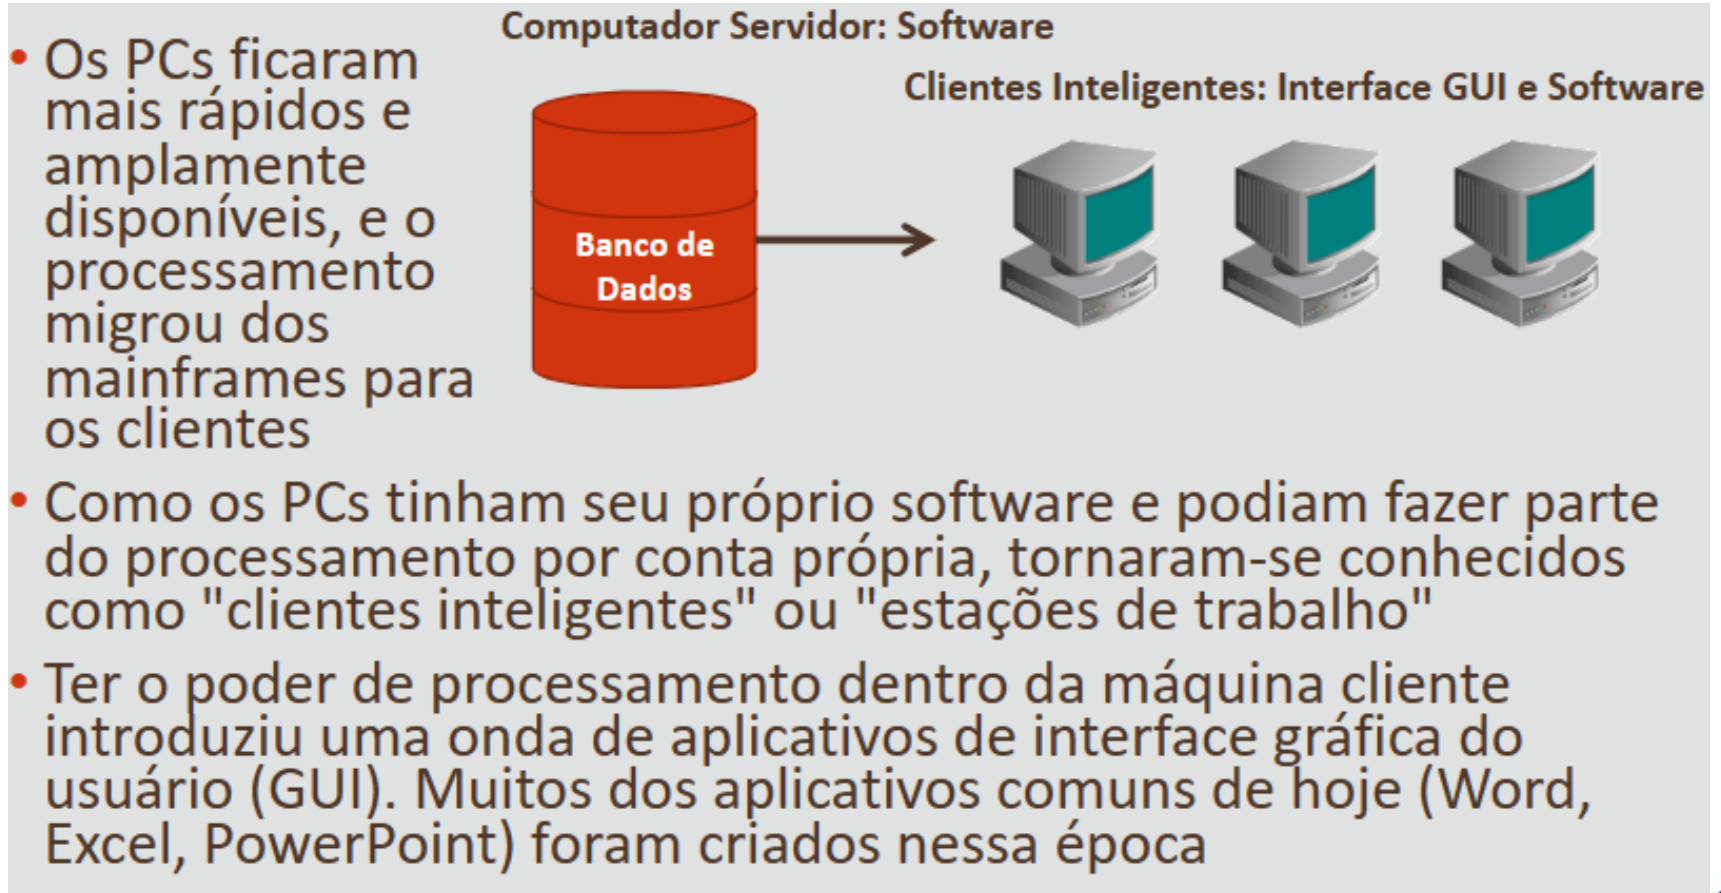 Computador Servidor: Software
Clientes Inteligentes: Interface GUI e Software
Banco de
Dados
• Os PCs ficaram
mais rápidos e
amplamente
disponíveis, e o
processamento
migrou dos
mainframes para
os clientes
• Como os PCs tinham seu próprio software e podiam fazer parte
do processamento por conta própria, tornaram-se conhecidos
como "clientes inteligentes" ou "estações de trabalho"
• Ter o poder de processamento dentro da máquina cliente
introduziu uma onda de aplicativos de interface gráfica do
usuário (GUI). Muitos dos aplicativos comuns de hoje (Word,
Excel, PowerPoint) foram criados nessa época